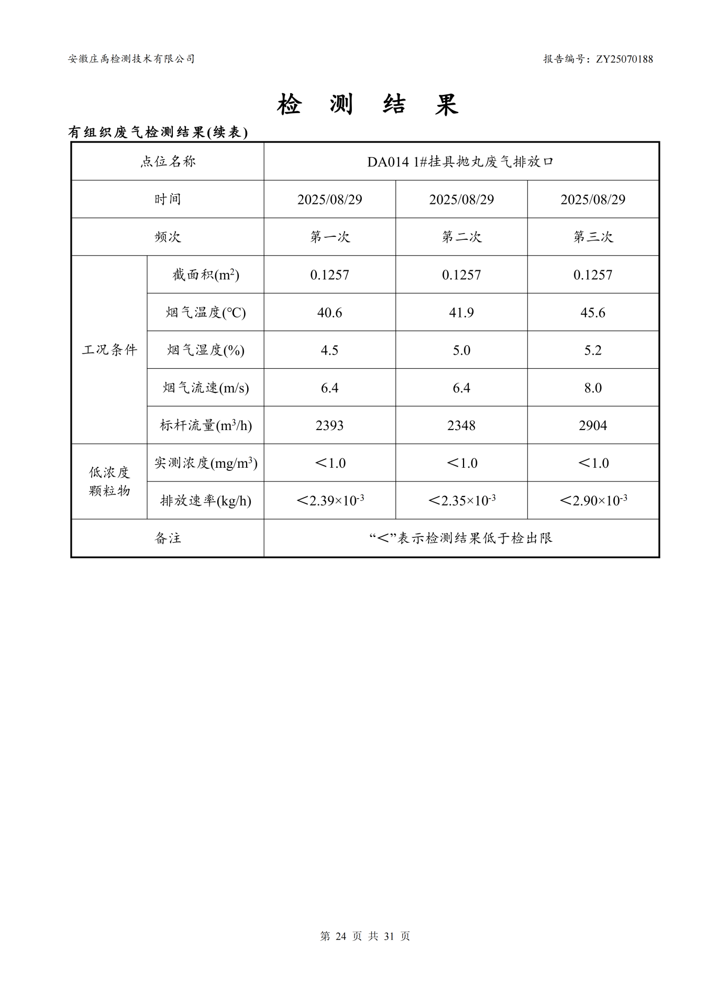 安徽庄禹检测技术有限公司 报告编号：ZY25070188
检 测 结 果
有组织废气检测结果(续表)
点位名称 DA014 1#挂具抛丸废气排放口
时间 2025/08/29 2025/08/29 2025/08/29
频次 第一次 第二次 第三次
工况条件 截面积(m²) 0.1257 0.1257 0.1257
烟气温度(℃) 40.6 41.9 45.6
烟气湿度(%) 4.5 5.0 5.2
烟气流速(m/s) 6.4 6.4 8.0
标杆流量(m³/h) 2393 2348 2904
低浓度
颗粒物 实测浓度(mg/m³) ＜1.0 ＜1.0 ＜1.0
排放速率(kg/h) ＜2.39×10⁻³ ＜2.35×10⁻³ ＜2.90×10⁻³
备注 “＜”表示检测结果低于检出限
第 24 页 共 31 页